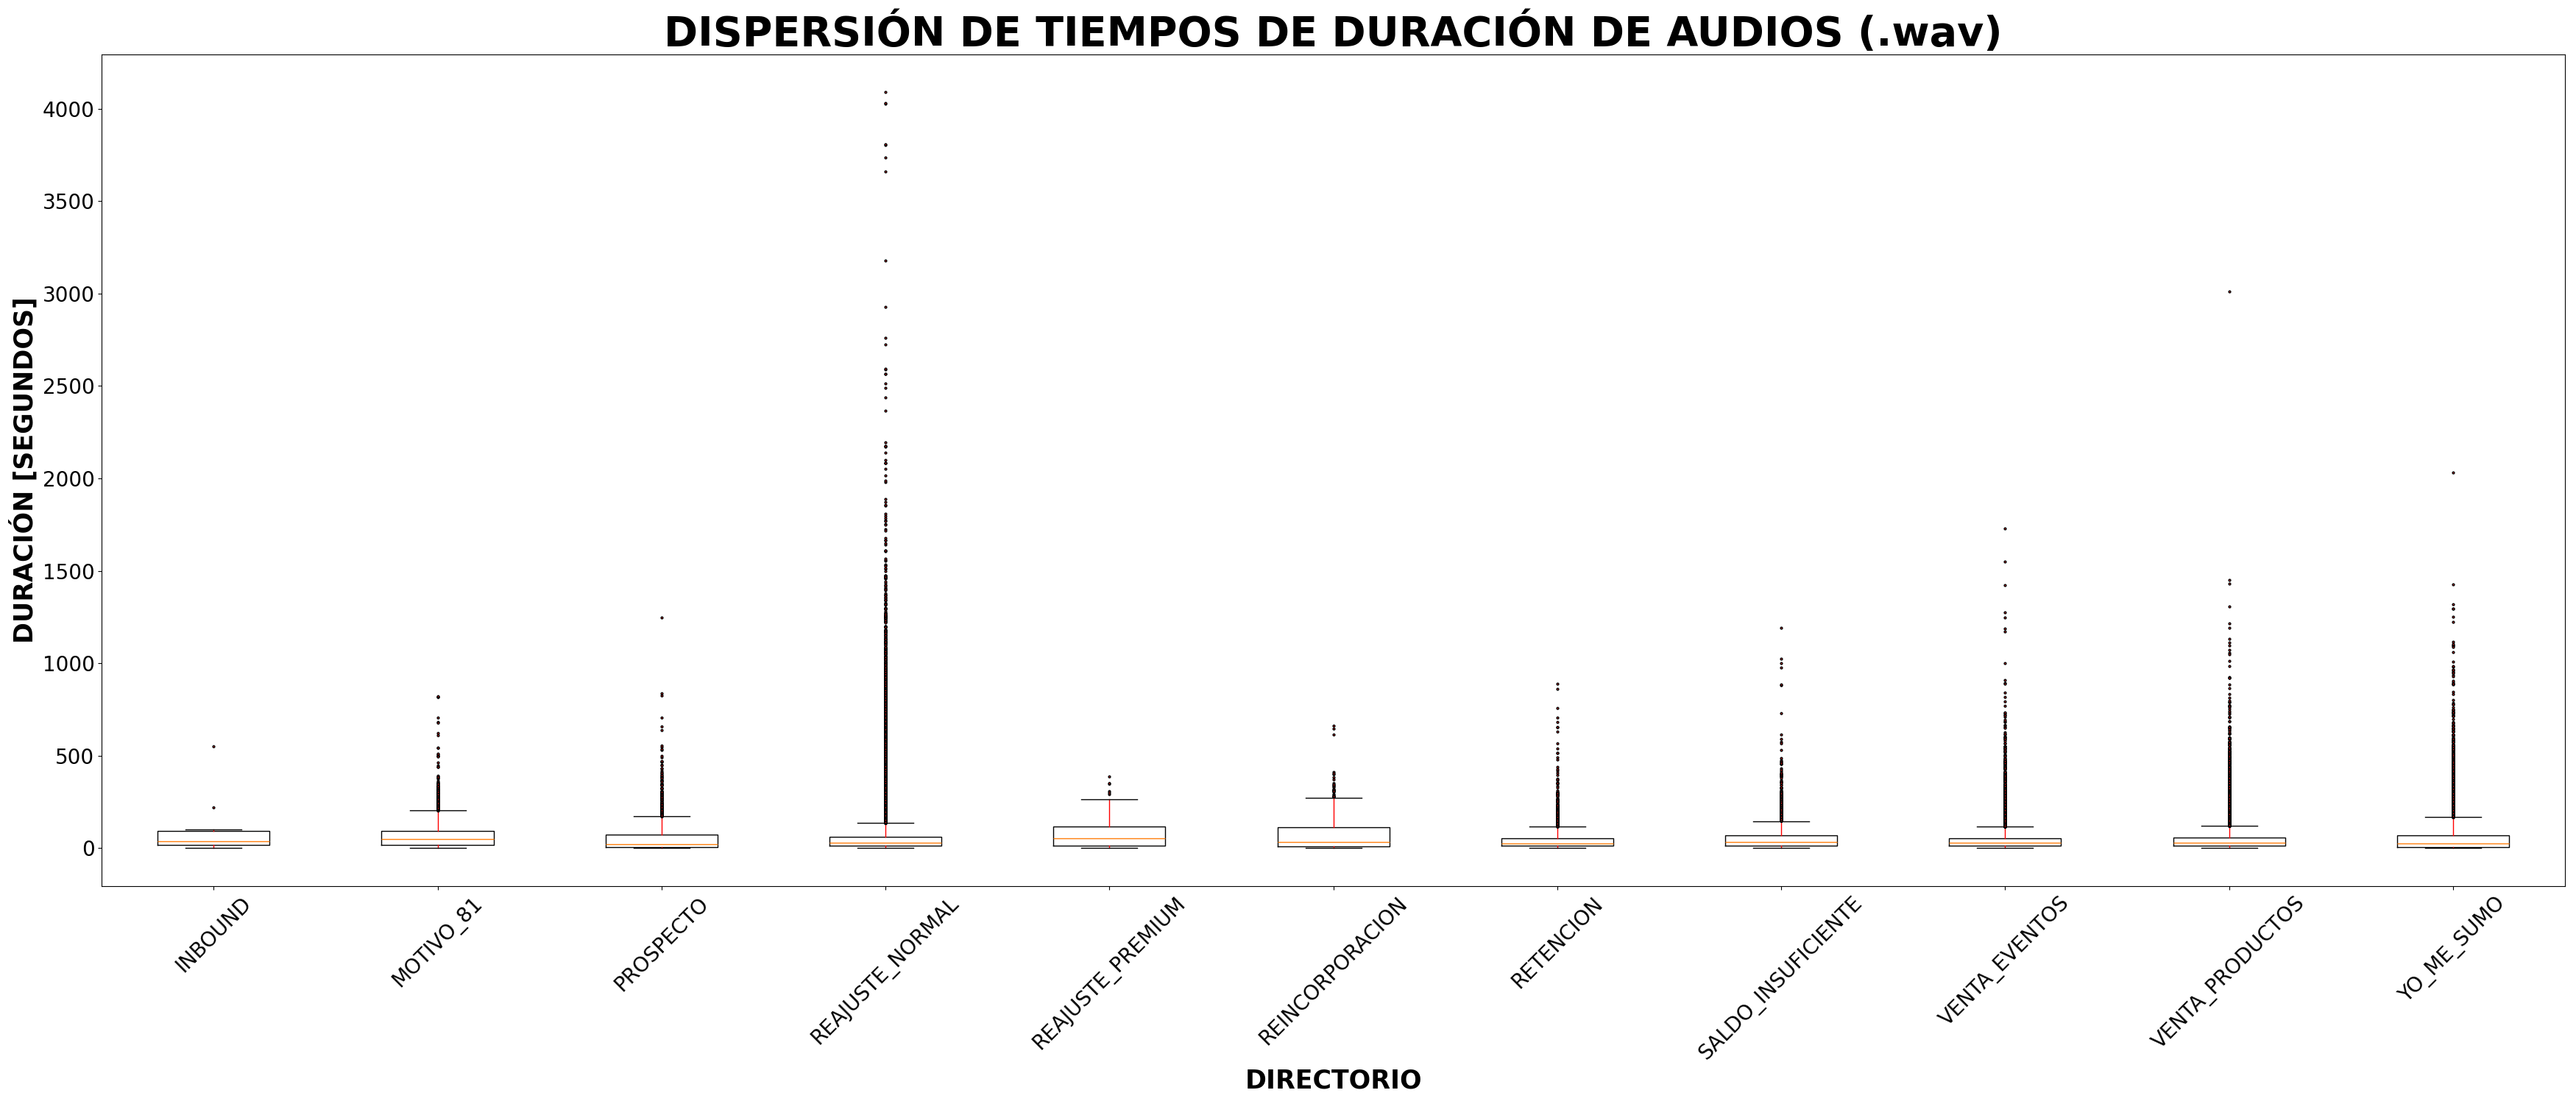 DISPERSIÓN DE TIEMPOS DE DURACIÓN DE AUDIOS (.wav)
DURACIÓN [SEGUNDOS]
4000
3500
3000
2500
2000
1500
1000
500
0
INBOUND
MOTIVO_81
PROSPECTO
REAJUSTE_NORMAL
REAJUSTE_PREMIUM
REINCORPORACION
RETENCION
SALDO_INSUFICIENTE
VENTA_EVENTOS
VENTA_PRODUCTOS
YO_ME_SUMO
DIRECTORIO